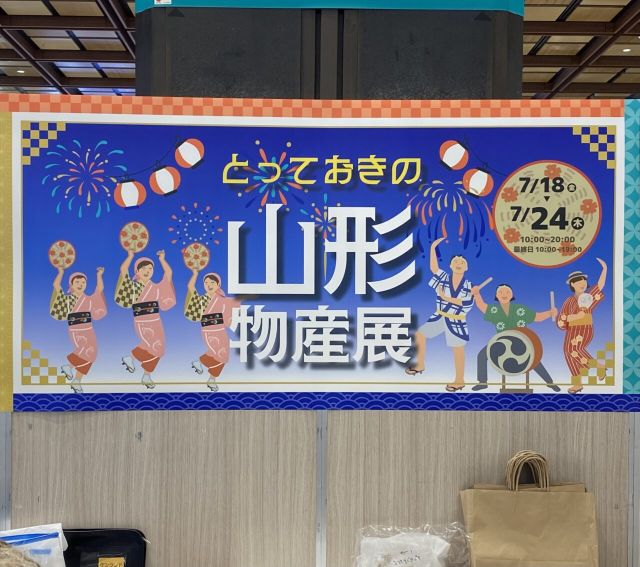 とっておきの
山形
物産展
7/18金
▼
7/24木
10:00~20:00
最終日 10:00~19:00